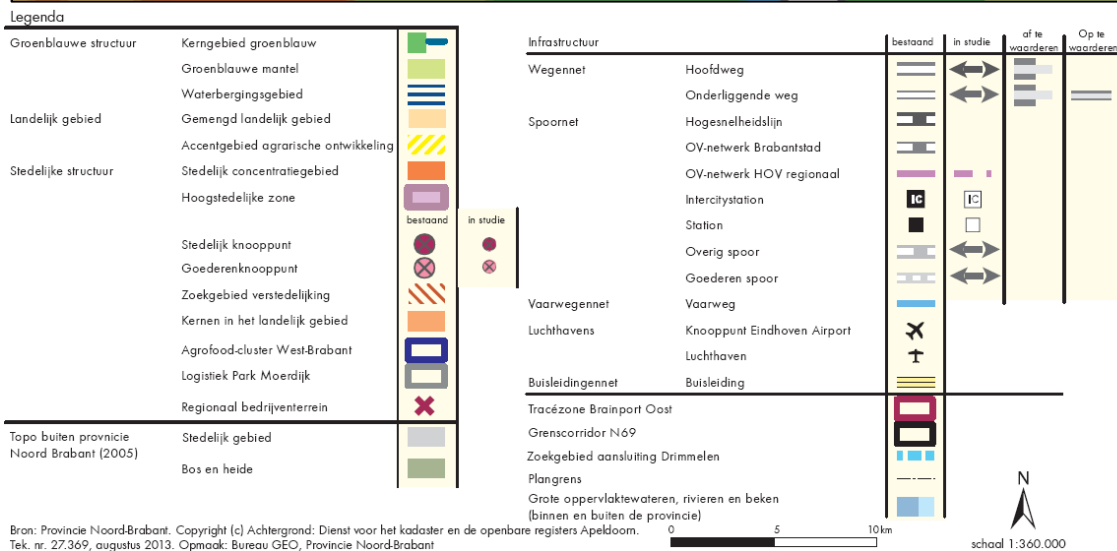 Legenda
Groenblauwe structuur Kerngebied groenblauw
Groenblauwe mantel
Waterbergingsgebied
Landelijk gebied Gemengd landelijk gebied
Accentgebied agrarische ontwikkeling
Stedelijke structuur Stedelijk concentratiegebied
Hoogstedelijke zone
bestaand in studie
Stedelijk knooppunt
Goederenknooppunt
Zoekgebied verstedelijking
Kernen in het landelijk gebied
Agrofood-cluster West-Brabant
Logistiek Park Moerdijk
Regionaal bedrijventerrein
Topo buiten provnicie Stedelijk gebied
Noord Brabant (2005)
Bos en heide
Infrastructuur bestaand in studie af te waarderen Op te waarderen
Wegennet Hoofdweg
Onderliggende weg
Spoornet Hogesnelheidslijn
OV-netwerk Brabantstad
OV-netwerk HOV regionaal
Intercitystation IC IC
Station
Overig spoor
Goederen spoor
Vaarwegennet Vaarweg
Luchthavens Knooppunt Eindhoven Airport
Luchthaven
Buisleidingennet Buisleiding
Tracézone Brainport Oost
Grenscorridor N69
Zoekgebied aansluiting Drimmelen
Plangrens
Grote oppervlaktewateren, rivieren en beken
(binnen en buiten de provincie)
Bron: Provincie Noord-Brabant. Copyright (c) Achtergrond: Dienst voor het kadaster en de openbare registers Apeldoorn.
Tek. nr. 27.369, augustus 2013. Opmaak: Bureau GEO, Provincie Noord-Brabant
0 5 10km
N
schaal 1:360.000